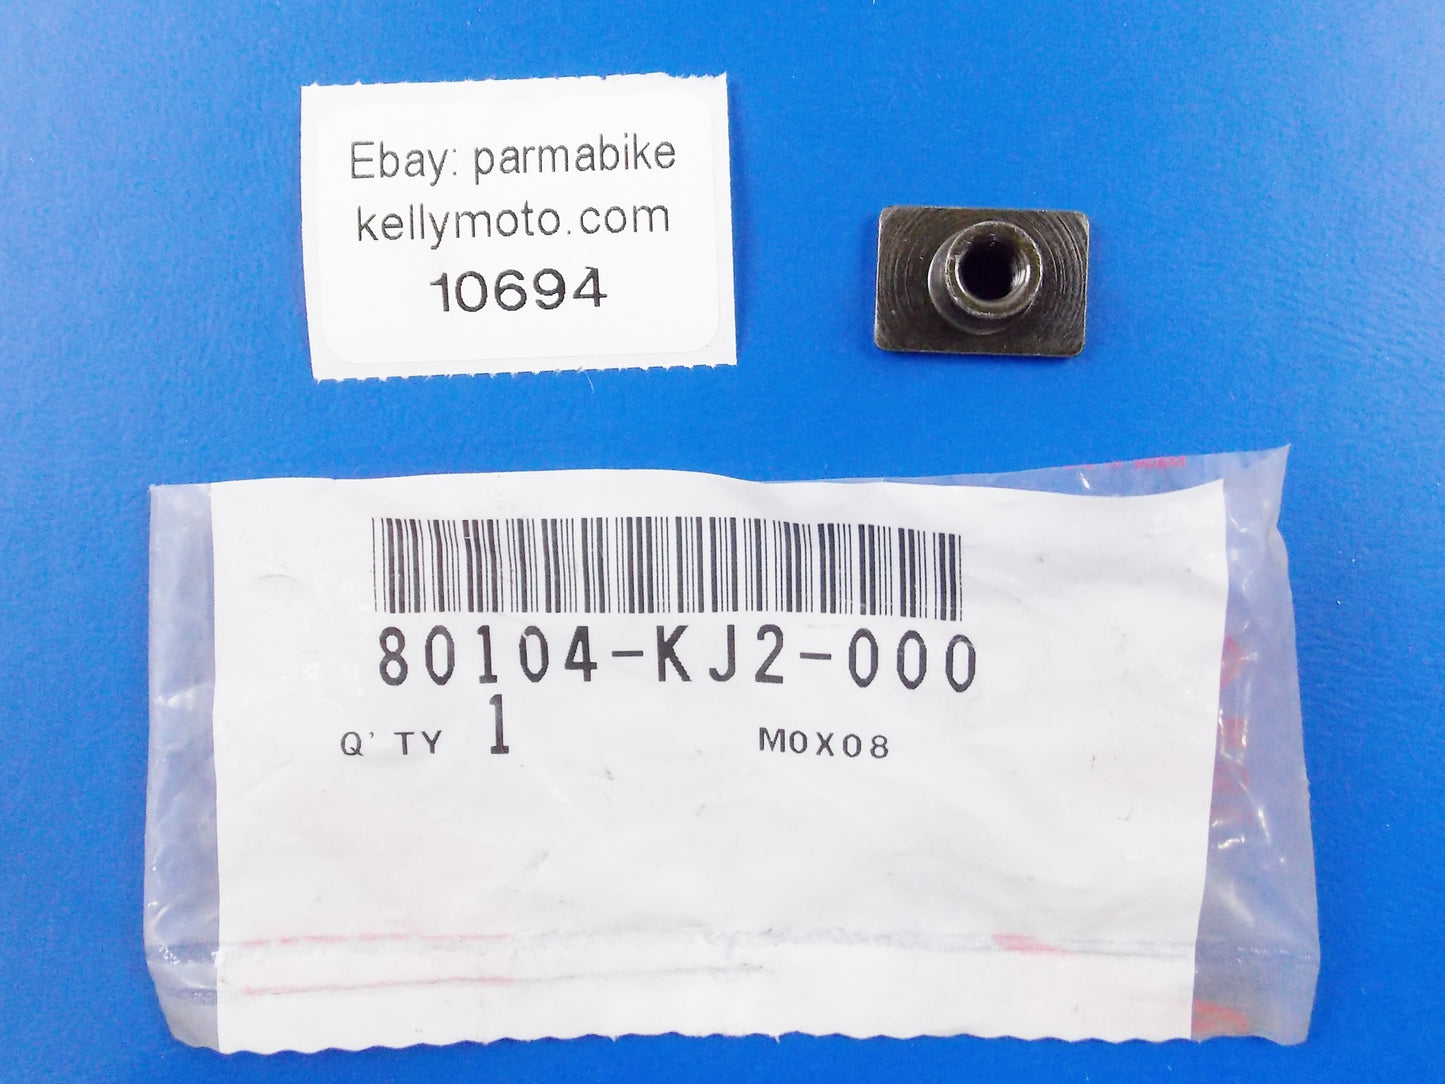 Ebay: parmabike
kellymoto.com
10694
80104-KJ2-000
Q'TY 1 M0X08